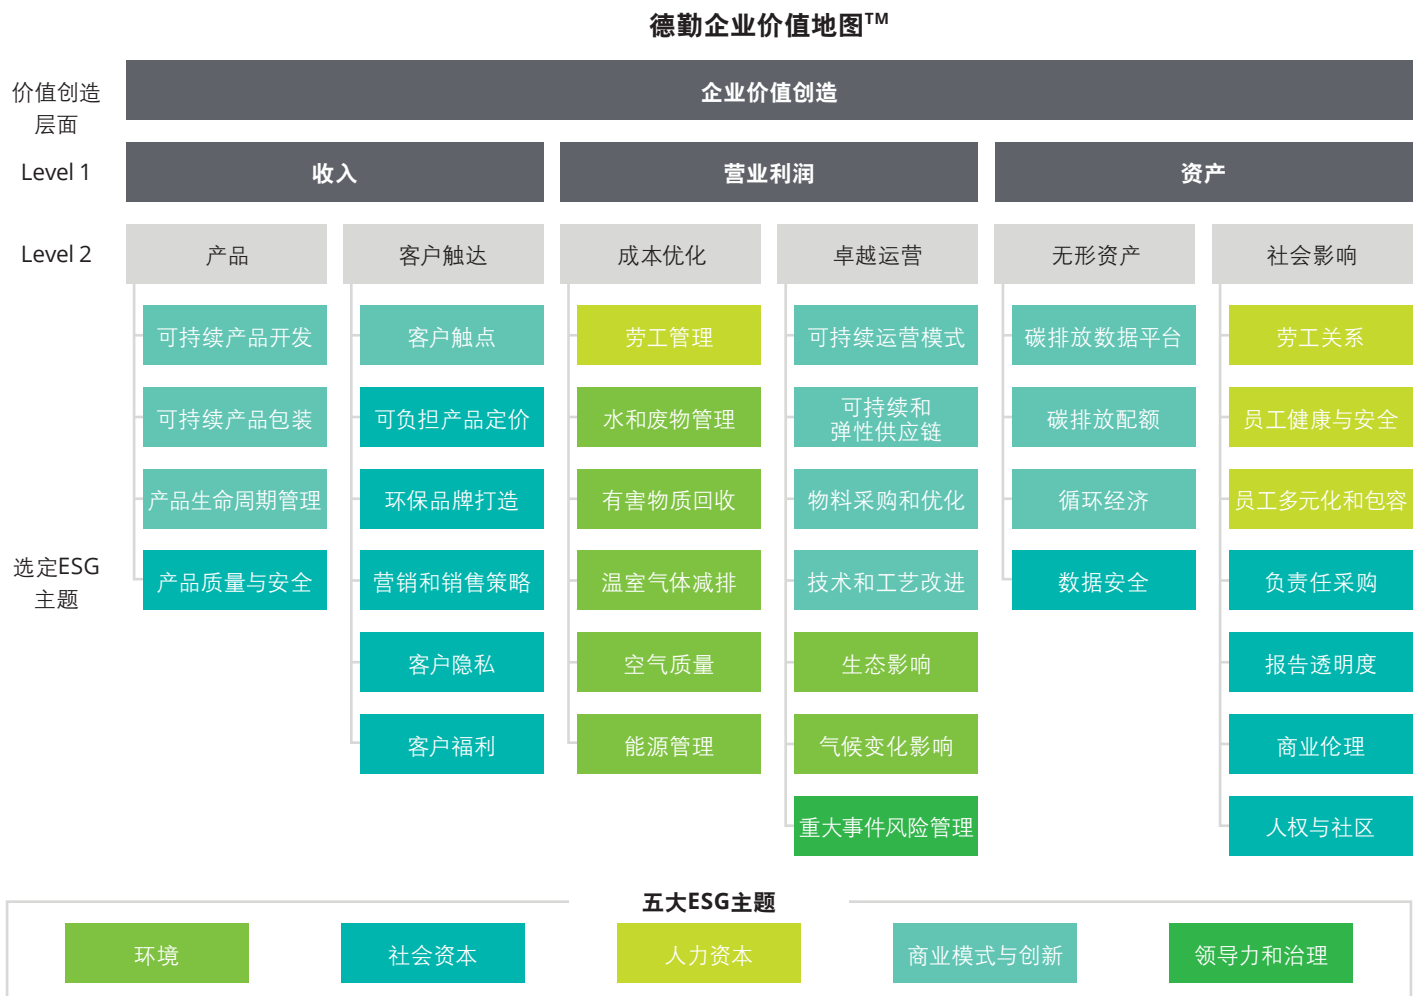 德勤企业价值地图TM
价值创造
层面
企业价值创造
Level 1
收入
营业利润
资产
Level 2
产品
客户触达
成本优化
卓越运营
无形资产
社会影响
选定ESG
主题
可持续产品开发
可持续产品包装
产品生命周期管理
产品质量与安全
客户触点
可负担产品定价
环保品牌打造
营销和销售策略
客户隐私
客户福利
劳工管理
水和废物管理
有害物质回收
温室气体减排
空气质量
能源管理
可持续运营模式
可持续和
弹性供应链
物料采购和优化
技术和工艺改进
生态影响
气候变化影响
重大事件风险管理
碳排放数据平台
碳排放配额
循环经济
数据安全
劳工关系
员工健康与安全
员工多元化和包容
负责任采购
报告透明度
商业伦理
人权与社区
五大ESG主题
环境
社会资本
人力资本
商业模式与创新
领导力和治理